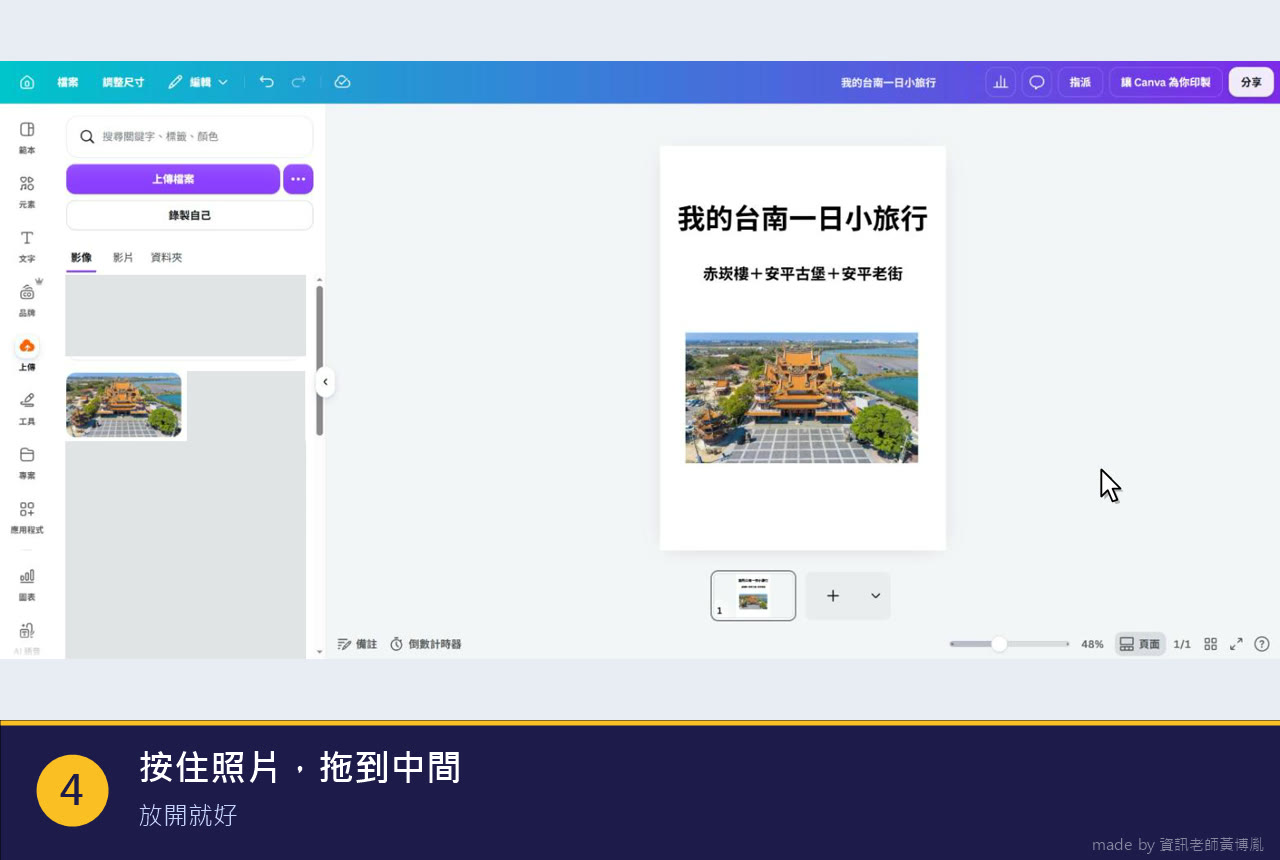 檔案 調整尺寸 編輯 我的台南一日小旅行 指派 讓 Canva 為你印製 分享
範本
元素
文字
品牌
上傳
工具
專案
應用程式
圖表
AI 語音
搜尋關鍵字、標籤、顏色
上傳檔案
錄製自己
影像 影片 資料夾
我的台南一日小旅行
赤崁樓＋安平古堡＋安平老街
1
備註 倒數計時器 48% 頁面 1/1
4
按住照片，拖到中間
放開就好
made by 資訊老師黃博胤